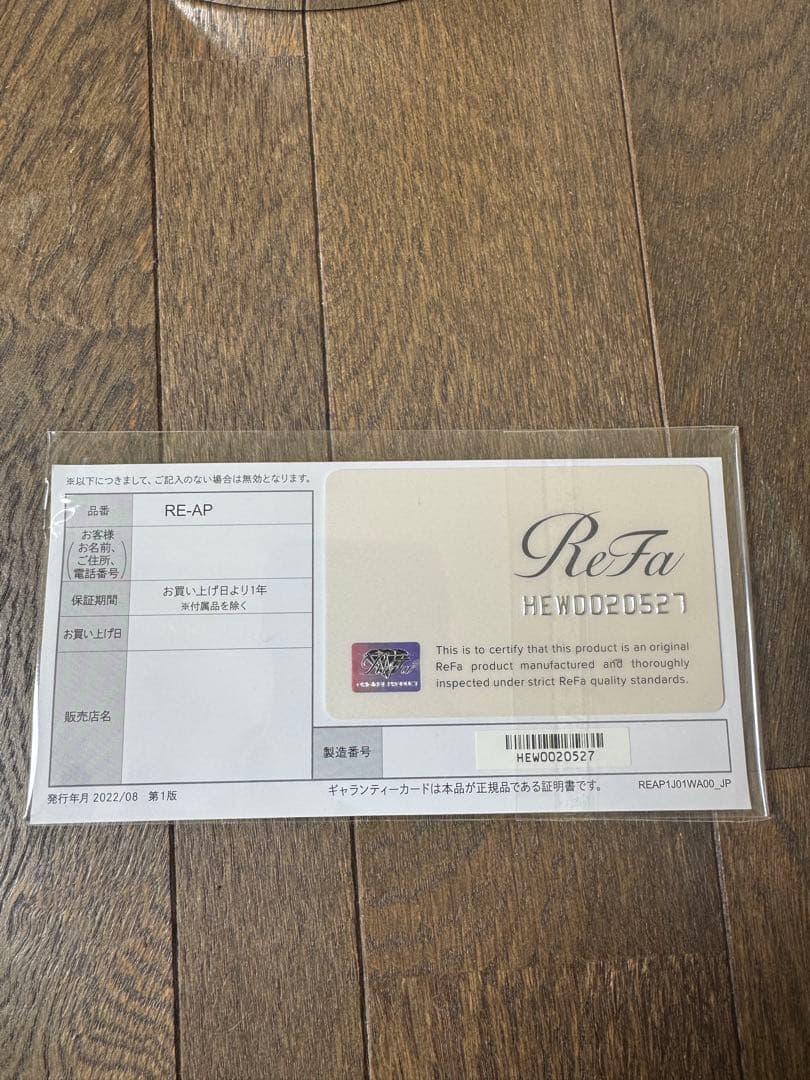 ※以下につきまして、ご記入のない場合は無効となります。
品番 RE-AP
お客様
(お名前、
ご住所、
電話番号)
保証期間 お買い上げ日より1年
※付属品を除く
お買い上げ日
販売店名
ReFa
HEW0020527
This is to certify that this product is an original
ReFa product manufactured and thoroughly
inspected under strict ReFa quality standards.
製造番号 HEW0020527
発行年月 2022/08 第1版
ギャランティーカードは本品が正規品である証明書です。
REAP1J01WA00_JP